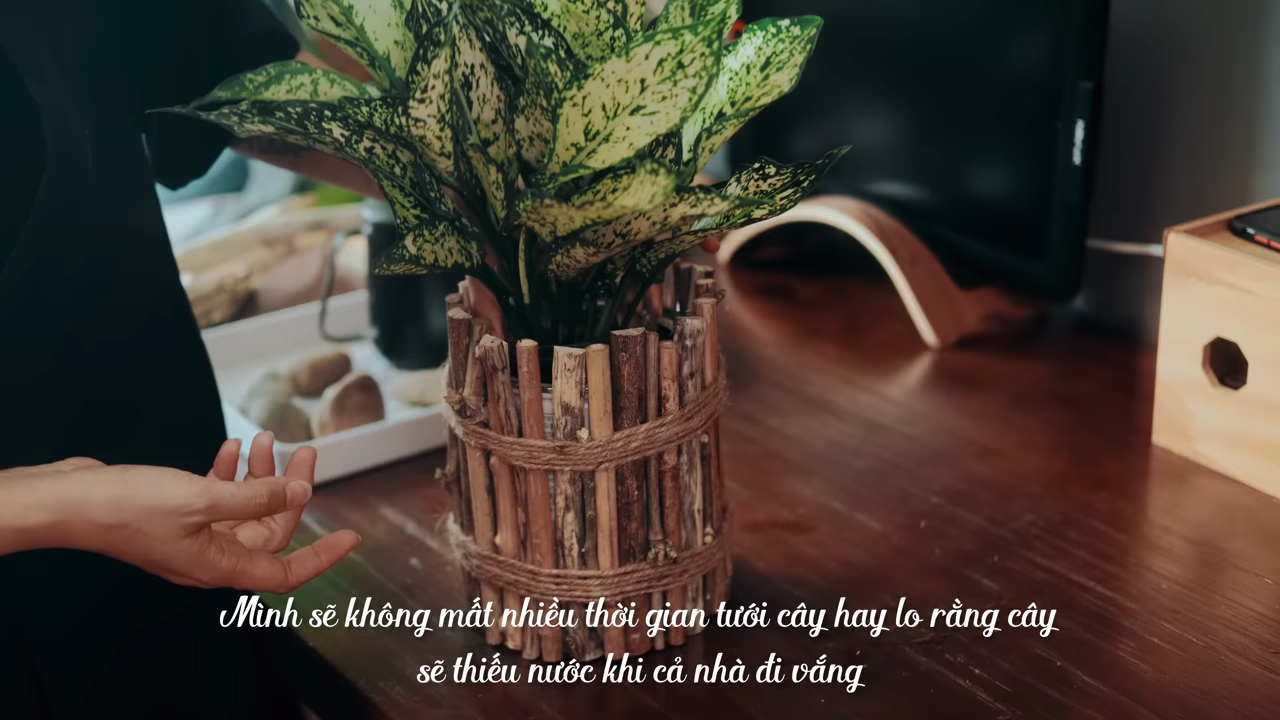 Mình sẽ không mất nhiều thời gian tưới cây hay lo rằng cây
sẽ thiếu nước khi cả nhà đi vắng